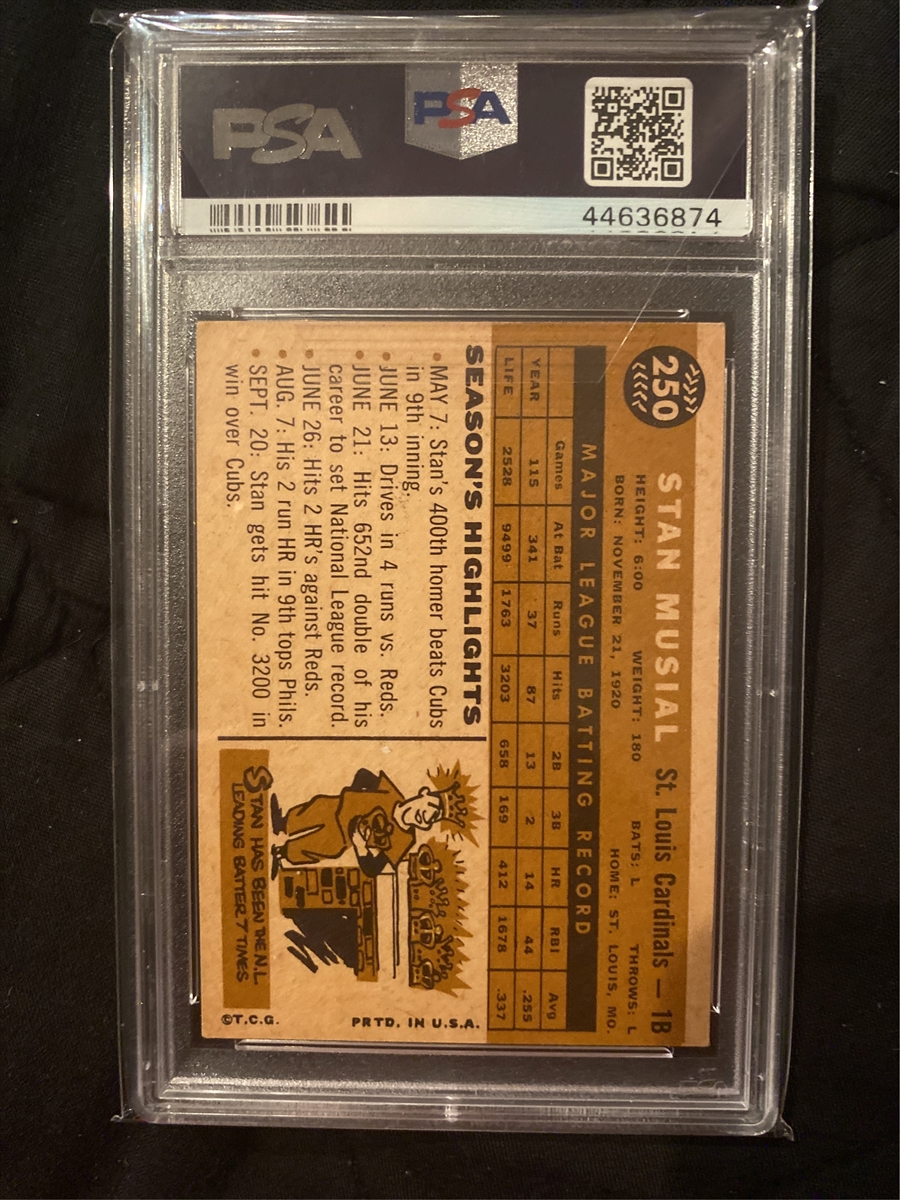 PSA
PSA
44636874
250
STAN MUSIAL St. Louis Cardinals — 1B
HEIGHT: 6:00 WEIGHT: 180 BATS: L THROWS: L
BORN: NOVEMBER 21, 1920 HOME: ST. LOUIS, MO.
MAJOR LEAGUE BATTING RECORD
Games At Bat Runs Hits 2B 3B HR RBI Avg
YEAR 115 341 37 87 13 2 14 44 .255
LIFE 2528 9499 1763 3203 658 169 412 1678 .337
SEASON'S HIGHLIGHTS
• MAY 7: Stan's 400th homer beats Cubs
in 9th inning.
• JUNE 13: Drives in 4 runs vs. Reds.
• JUNE 21: Hits 652nd double of his
career to set National League record.
• JUNE 26: Hits 2 HR's against Reds.
• AUG. 7: His 2 run HR in 9th tops Phils.
• SEPT. 20: Stan gets hit No. 3200 in
win over Cubs.
STAN HAS BEEN THE N.L.
LEADING BATTER 7 TIMES
©T.C.G. PRTD. IN U.S.A.